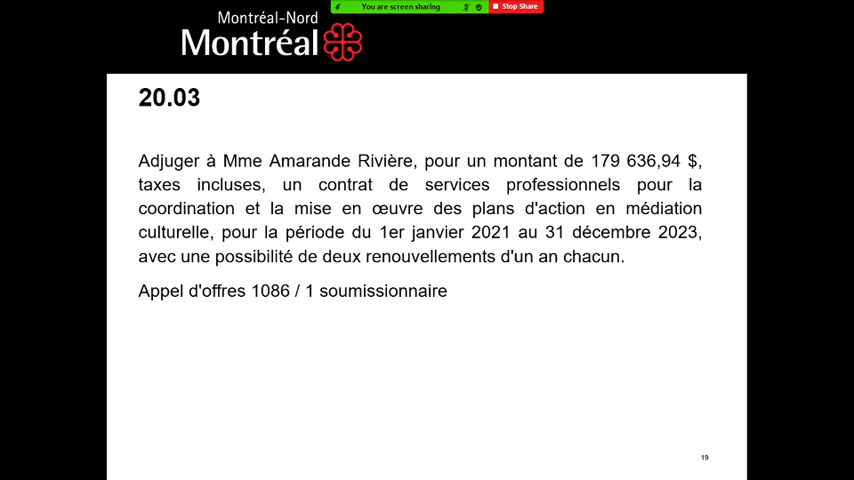 Montréal-Nord
Montréal
You are screen sharing
Stop Share
20.03
Adjuger à Mme Amarande Rivière, pour un montant de 179 636,94 $,
taxes incluses, un contrat de services professionnels pour la
coordination et la mise en œuvre des plans d'action en médiation
culturelle, pour la période du 1er janvier 2021 au 31 décembre 2023,
avec une possibilité de deux renouvellements d'un an chacun.
Appel d'offres 1086 / 1 soumissionnaire
19